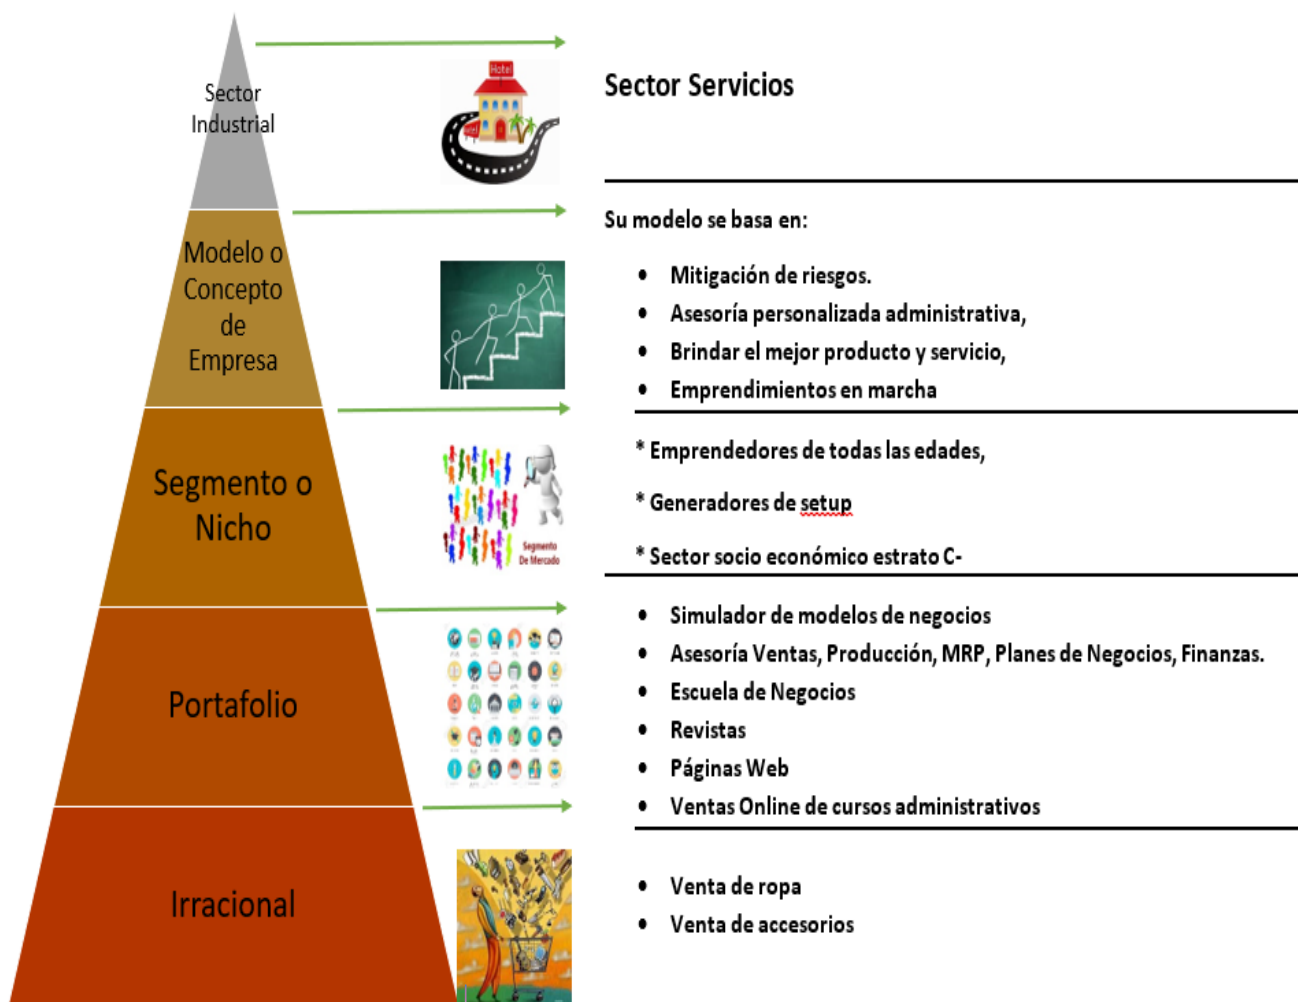 Sector
Industrial
Hotel
Hotel
Sector Servicios
Modelo o
Concepto
de
Empresa
Su modelo se basa en:
• Mitigación de riesgos.
• Asesoría personalizada administrativa,
• Brindar el mejor producto y servicio,
• Emprendimientos en marcha
Segmento o
Nicho
Segmento
De Mercado
* Emprendedores de todas las edades,
* Generadores de setup
* Sector socio económico estrato C-
Portafolio
• Simulador de modelos de negocios
• Asesoría Ventas, Producción, MRP, Planes de Negocios, Finanzas.
• Escuela de Negocios
• Revistas
• Páginas Web
• Ventas Online de cursos administrativos
Irracional
• Venta de ropa
• Venta de accesorios